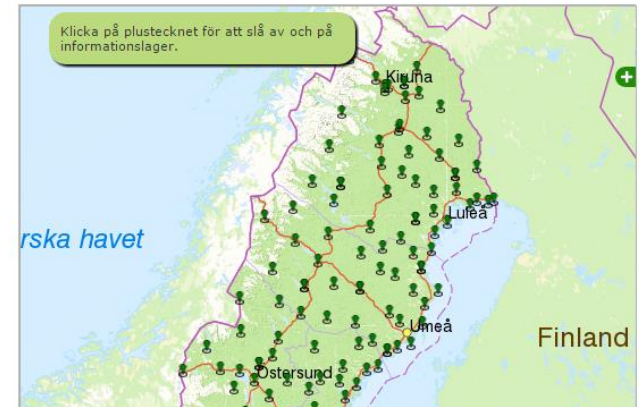 Klicka på plustecknet för att slå av och på
informationslager.
Kiruna
Luleå
rska havet
Umeå
Finland
Östersund